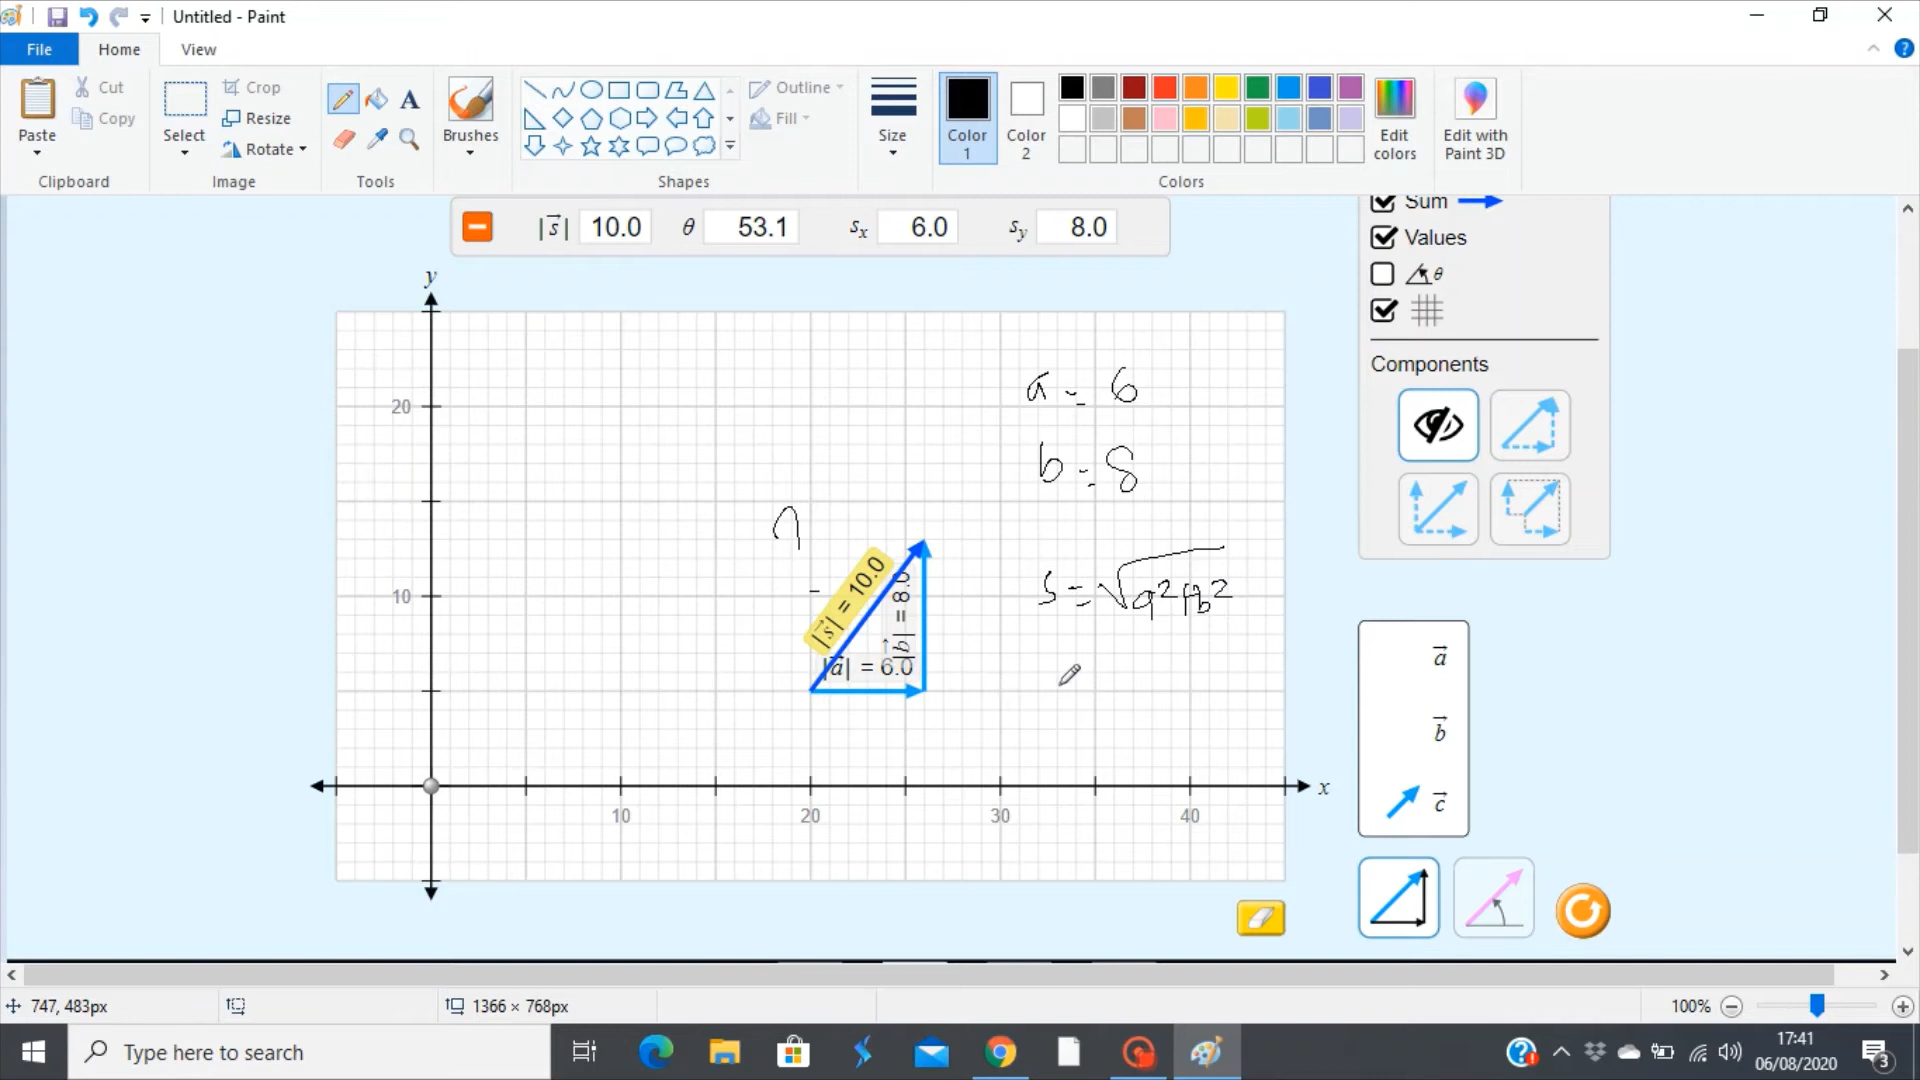 Untitled - Paint
File Home View
Paste
Cut
Copy
Clipboard
Select
Crop
Resize
Rotate
Image
Tools
Brushes
Shapes
Outline
Fill
Size
Color 1
Color 2
Edit colors
Edit with Paint 3D
Colors
|s⃗| 10.0 θ 53.1 sₓ 6.0 s_y 8.0
Sum
Values
θ
Components
y
20
10
10 20 30 40
x
|s⃗| = 10.0
|b⃗| = 8.0
|a⃗| = 6.0
a = 6
b = 8
s = √a²+b²
a⃗
b⃗
c⃗
747, 483px
1366 × 768px
100%
Type here to search
17:41
06/08/2020
3